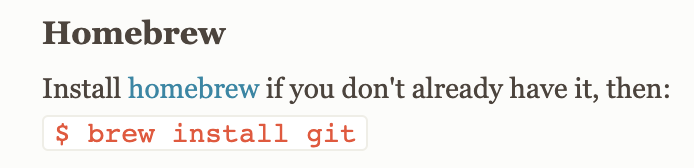 Homebrew
Install homebrew if you don't already have it, then:
$ brew install git